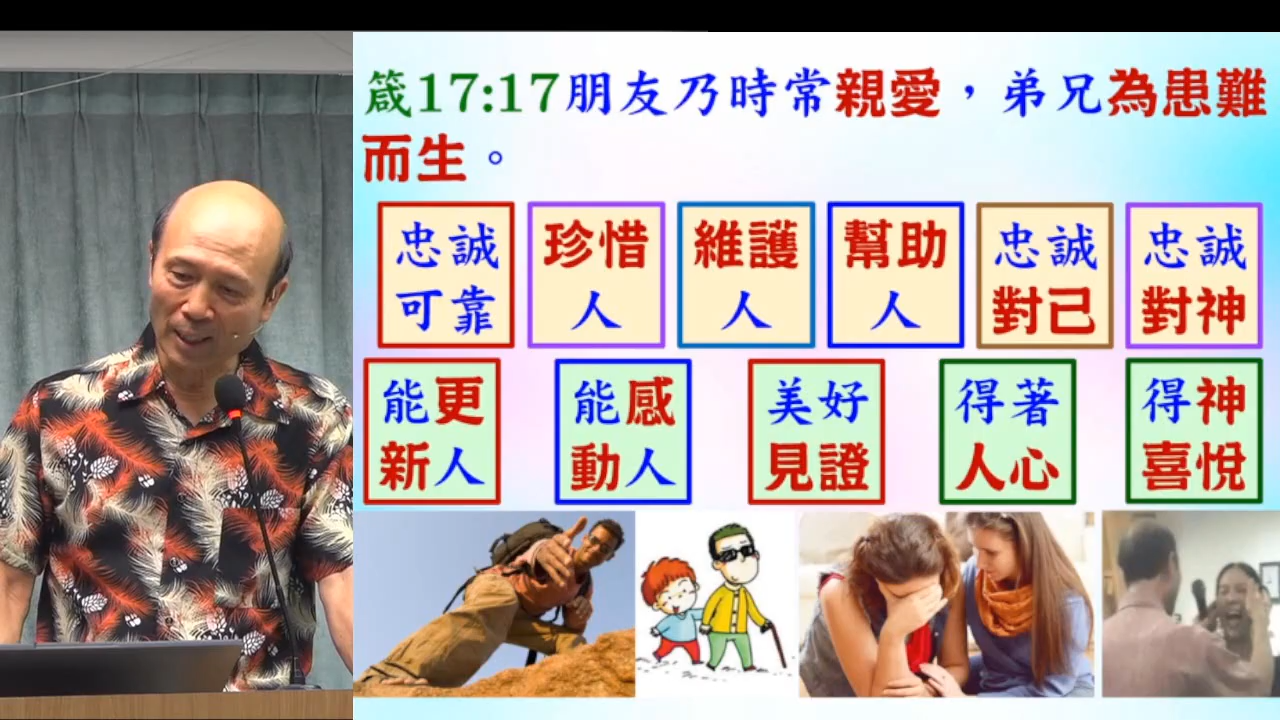 箴17:17朋友乃時常親愛，弟兄為患難
而生。
忠誠
可靠
珍惜
人
維護
人
幫助
人
忠誠
對己
忠誠
對神
能更
新人
能感
動人
美好
見證
得著
人心
得神
喜悅